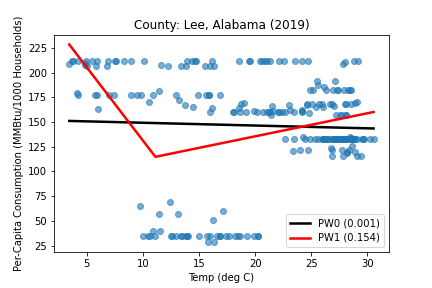 County: Lee, Alabama (2019)
Per-Capita Consumption (MMBtu/1000 Households)
225
200
175
150
125
100
75
50
25
PW0 (0.001)
PW1 (0.154)
5 10 15 20 25 30
Temp (deg C)